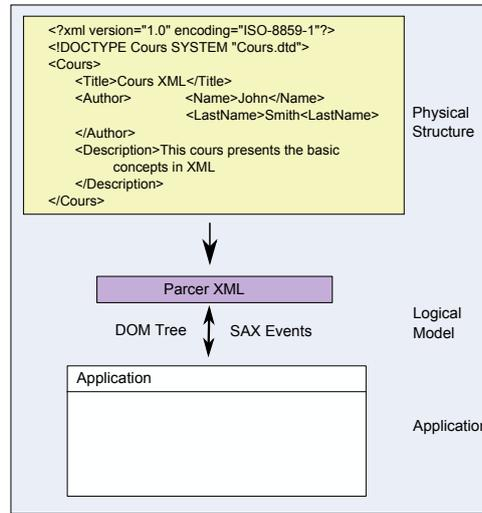 <?xml version="1.0" encoding="ISO-8859-1"?>
<!DOCTYPE Cours SYSTEM "Cours.dtd">
<Cours>
<Title>Cours XML</Title>
<Author> <Name>John</Name>
<LastName>Smith<LastName>
</Author>
<Description>This cours presents the basic
concepts in XML
</Description>
</Cours>
Physical
Structure
Parcer XML
DOM Tree SAX Events
Logical
Model
Application
Application